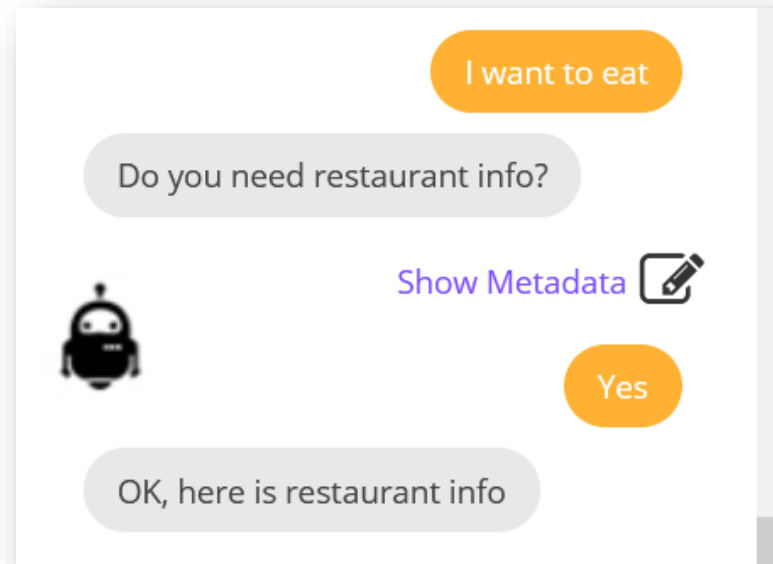 I want to eat
Do you need restaurant info?
Show Metadata
Yes
OK, here is restaurant info